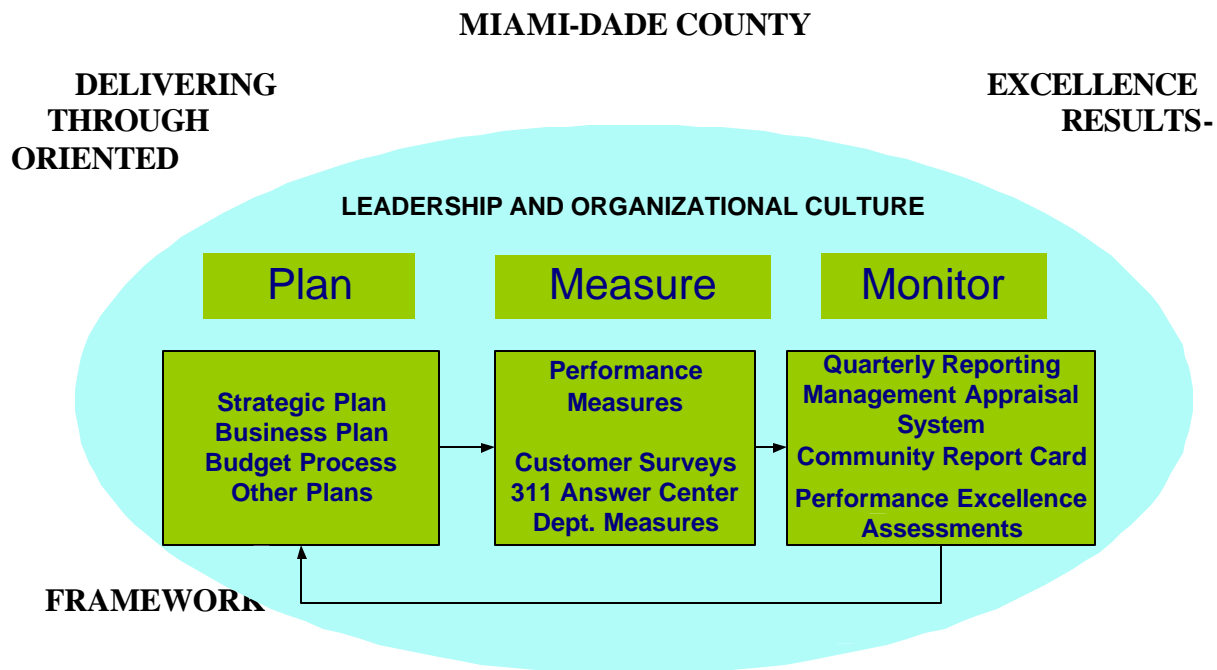 MIAMI-DADE COUNTY
DELIVERING EXCELLENCE
THROUGH RESULTS-
ORIENTED
LEADERSHIP AND ORGANIZATIONAL CULTURE
Plan
Measure
Monitor
Strategic Plan
Business Plan
Budget Process
Other Plans
Performance
Measures
Customer Surveys
311 Answer Center
Dept. Measures
Quarterly Reporting
Management Appraisal
System
Community Report Card
Performance Excellence
Assessments
FRAMEWORK